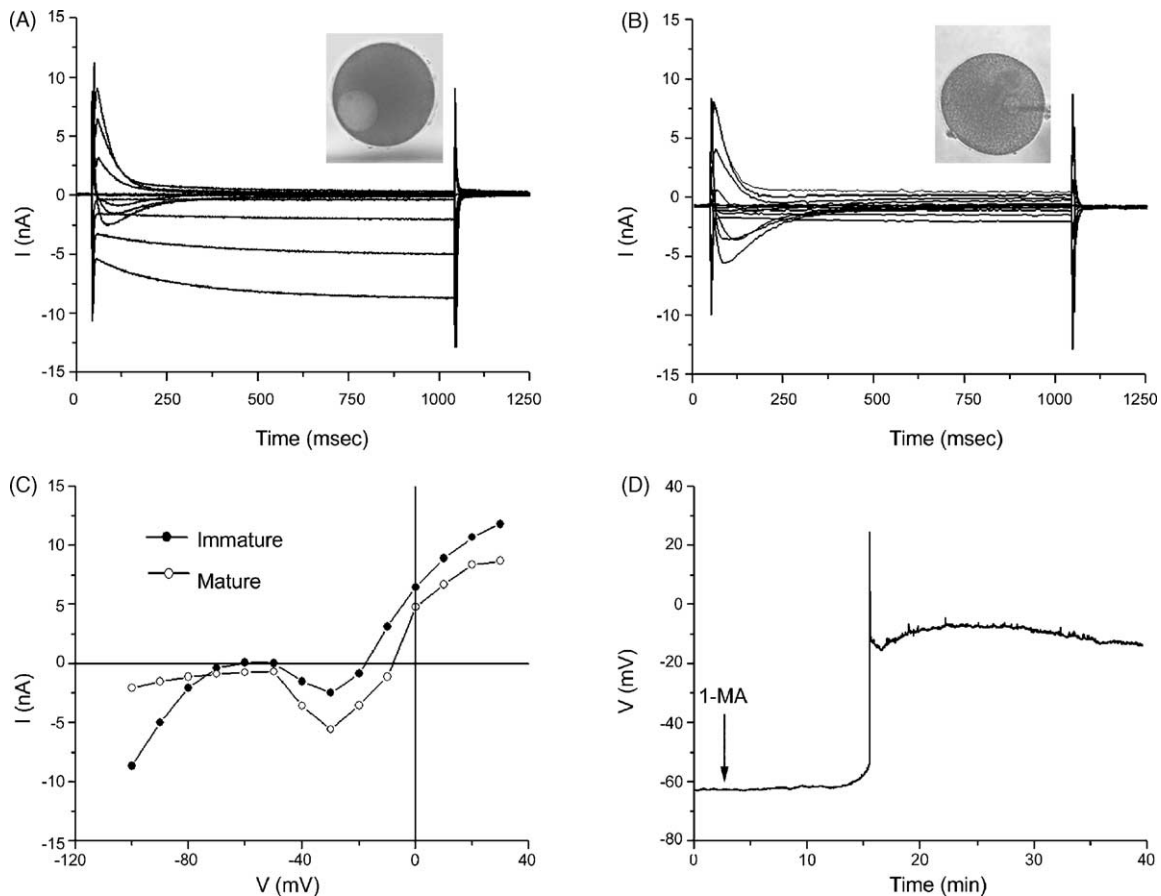 (A)
15
10
5
0
-5
-10
-15
I (nA)
0 250 500 750 1000 1250
Time (msec)
(B)
15
10
5
0
-5
-10
-15
I (nA)
0 250 500 750 1000 1250
Time (msec)
(C)
15
10
5
0
-5
-10
-15
I (nA)
Immature
Mature
-120 -80 -40 0 40
V (mV)
(D)
40
20
0
-20
-40
-60
-80
V (mV)
1-MA
0 10 20 30 40
Time (min)